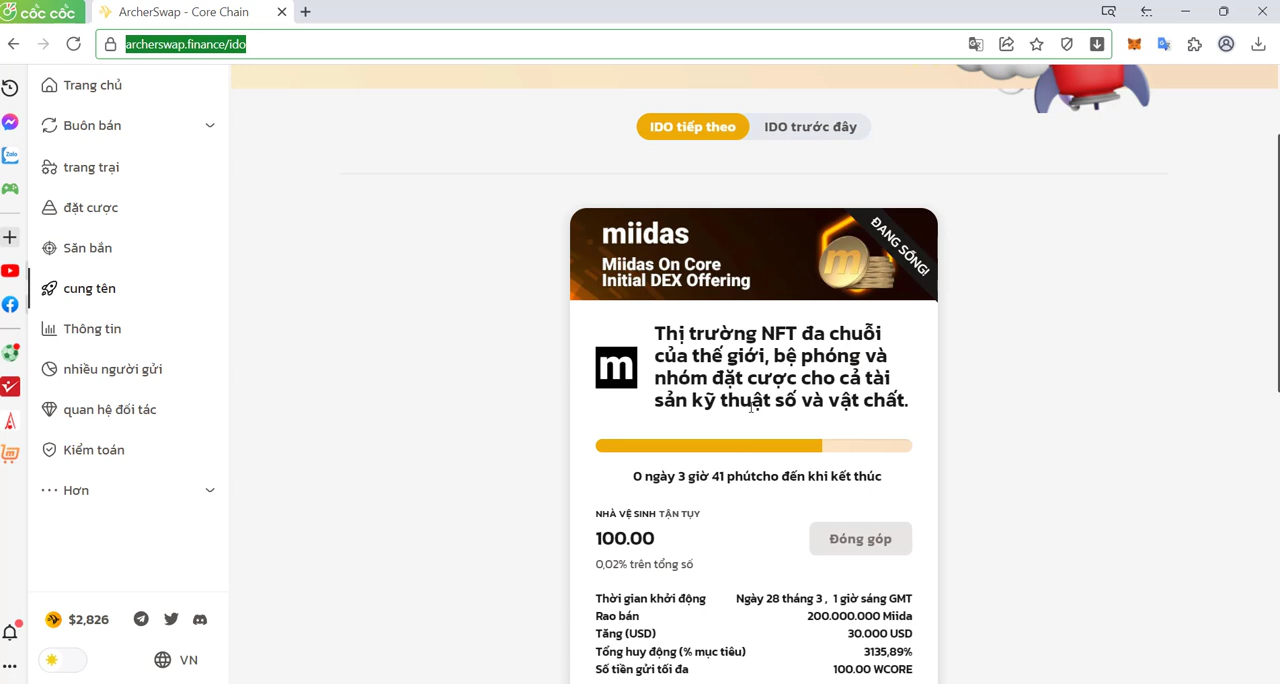 cốc cốc
ArcherSwap - Core Chain
archerswap.finance/ido
Zalo
Trang chủ
Buôn bán
trang trại
đặt cược
Săn bắn
cung tên
Thông tin
nhiều người gửi
quan hệ đối tác
Kiểm toán
Hơn
$2,826
VN
IDO tiếp theo
IDO trước đây
miidas
Miidas On Core
Initial DEX Offering
ĐANG SỐNG!
m
m
Thị trường NFT đa chuỗi
của thế giới, bệ phóng và
nhóm đặt cược cho cả tài
sản kỹ thuật số và vật chất.
0 ngày 3 giờ 41 phútcho đến khi kết thúc
NHÀ VỆ SINH TẬN TỤY
100.00
Đóng góp
0,02% trên tổng số
Thời gian khởi động Ngày 28 tháng 3 , 1 giờ sáng GMT
Rao bán 200.000.000 Miida
Tăng (USD) 30.000 USD
Tổng huy động (% mục tiêu) 3135,89%
Số tiền gửi tối đa 100.00 WCORE